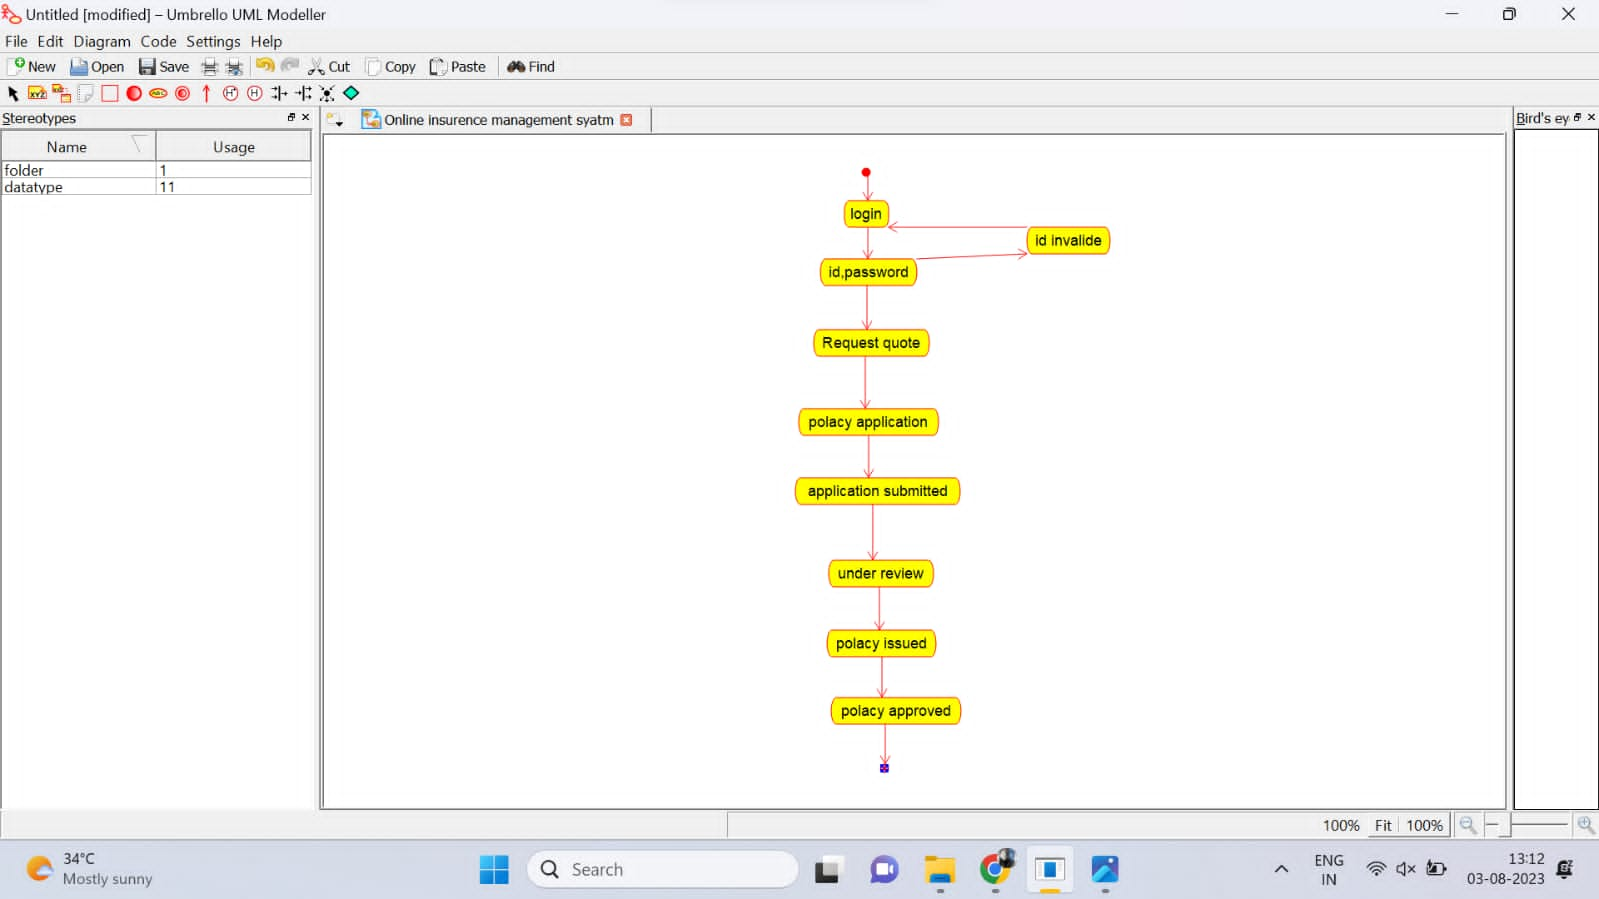 Untitled [modified] – Umbrello UML Modeller
File Edit Diagram Code Settings Help
New Open Save Cut Copy Paste Find
Stereotypes
Name Usage
folder 1
datatype 11
Online insurence management syatm
Bird's ey
login
id invalide
id,password
Request quote
polacy application
application submitted
under review
polacy issued
polacy approved
100% Fit 100%
34°C
Mostly sunny
Search
ENG
IN
13:12
03-08-2023